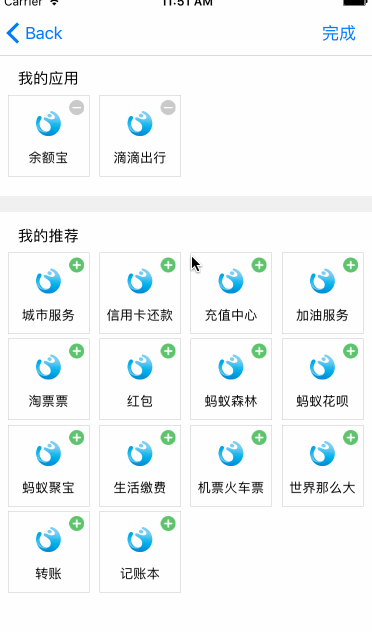 Carrier 11:51 AM
Back 完成
我的应用
余额宝 滴滴出行
我的推荐
城市服务 信用卡还款 充值中心 加油服务
淘票票 红包 蚂蚁森林 蚂蚁花呗
蚂蚁聚宝 生活缴费 机票火车票 世界那么大
转账 记账本